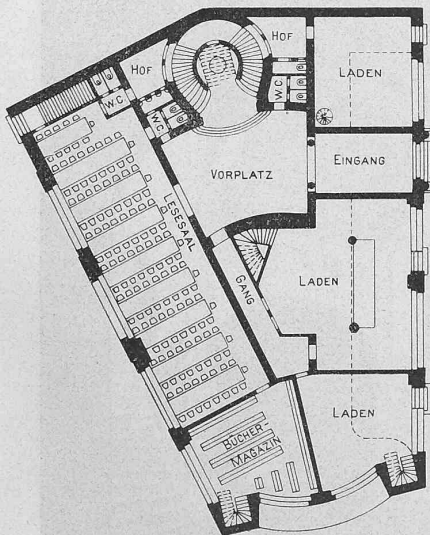 HOF
HOF
LADEN
W.C.
W.C.
W.C.
VORPLATZ
EINGANG
LESESAAL
GANG
LADEN
LADEN
BÜCHER-
MAGAZIN